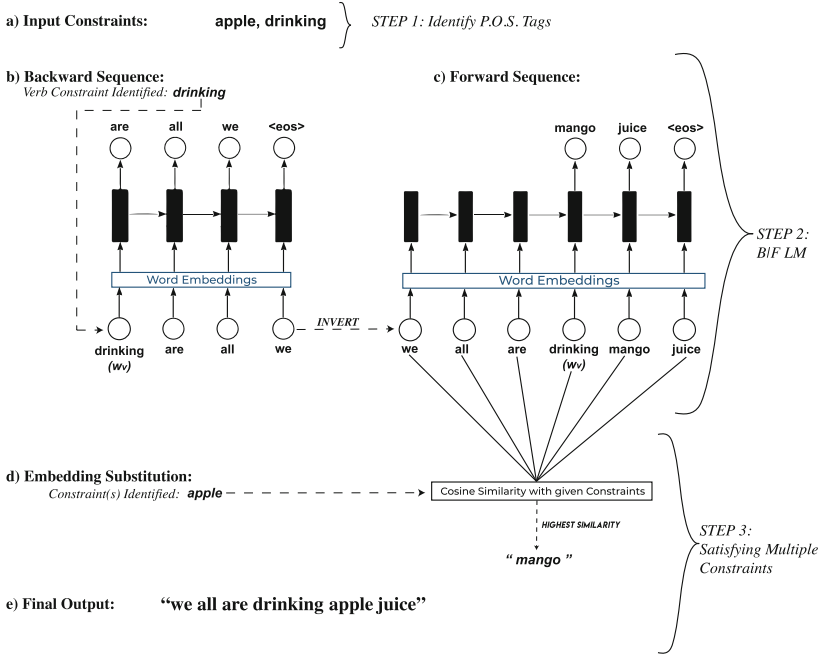 a) Input Constraints: apple, drinking STEP 1: Identify P.O.S. Tags
b) Backward Sequence:
Verb Constraint Identified: drinking
are all we <eos>
Word Embeddings
drinking are all we
(wv)
INVERT
c) Forward Sequence:
mango juice <eos>
Word Embeddings
we all are drinking mango juice
(wv)
STEP 2:
B/F LM
d) Embedding Substitution:
Constraint(s) Identified: apple
Cosine Similarity with given Constraints
HIGHEST SIMILARITY
“ mango ”
STEP 3:
Satisfying Multiple
Constraints
e) Final Output: “we all are drinking apple juice”